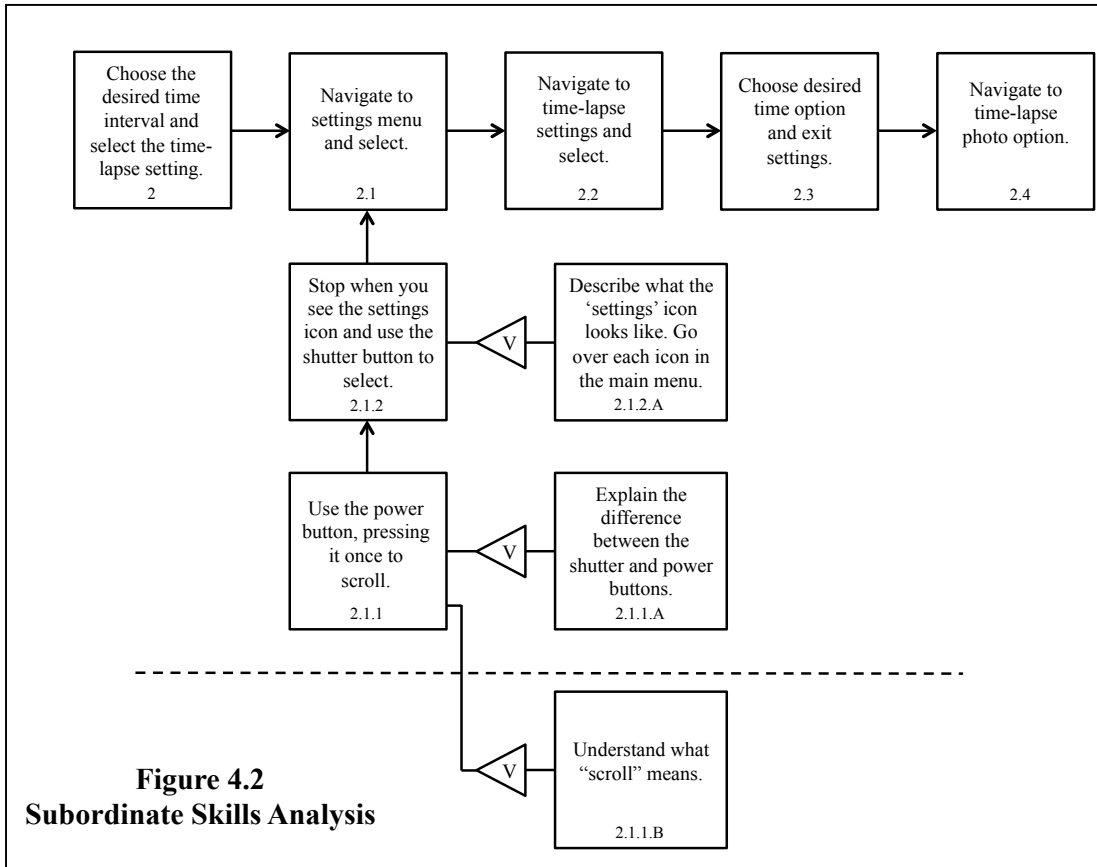 Choose the
desired time
interval and
select the time-
lapse setting.
2
Navigate to
settings menu
and select.
2.1
Navigate to
time-lapse
settings and
select.
2.2
Choose desired
time option
and exit
settings.
2.3
Navigate to
time-lapse
photo option.
2.4
Stop when you
see the settings
icon and use the
shutter button to
select.
2.1.2
V
Describe what the
‘settings’ icon
looks like. Go
over each icon in
the main menu.
2.1.2.A
Use the power
button, pressing
it once to
scroll.
2.1.1
V
Explain the
difference
between the
shutter and power
buttons.
2.1.1.A
V
Understand what
“scroll” means.
2.1.1.B
Figure 4.2
Subordinate Skills Analysis